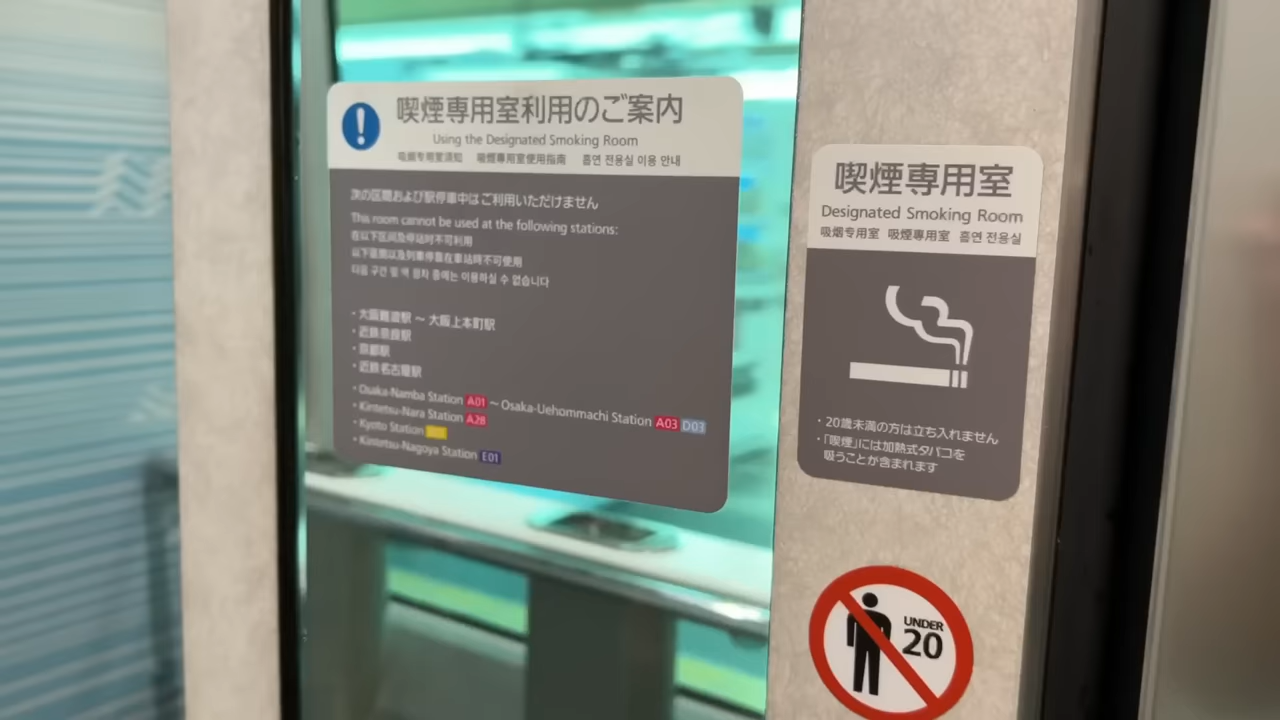 喫煙専用室利用のご案内
Using the Designated Smoking Room
吸烟专用室须知 吸煙專用室使用指南 흡연 전용실 이용 안내
次の区間および駅停車中はご利用いただけません
This room cannot be used at the following stations:
在以下区间及停站时不可利用
以下區間以及列車停靠在車站時不可使用
다음 구간 및 역 정차 중에는 이용하실 수 없습니다
・大阪難波駅 ～ 大阪上本町駅
・近鉄奈良駅
・京都駅
・近鉄名古屋駅
・Osaka-Namba Station A01 ～ Osaka-Uehommachi Station A03 D03
・Kintetsu-Nara Station A28
・Kyoto Station
・Kintetsu-Nagoya Station E01
喫煙専用室
Designated Smoking Room
吸烟专用室 吸煙專用室 흡연 전용실
・20歳未満の方は立ち入れません
・「喫煙」には加熱式タバコを
吸うことが含まれます
UNDER
20